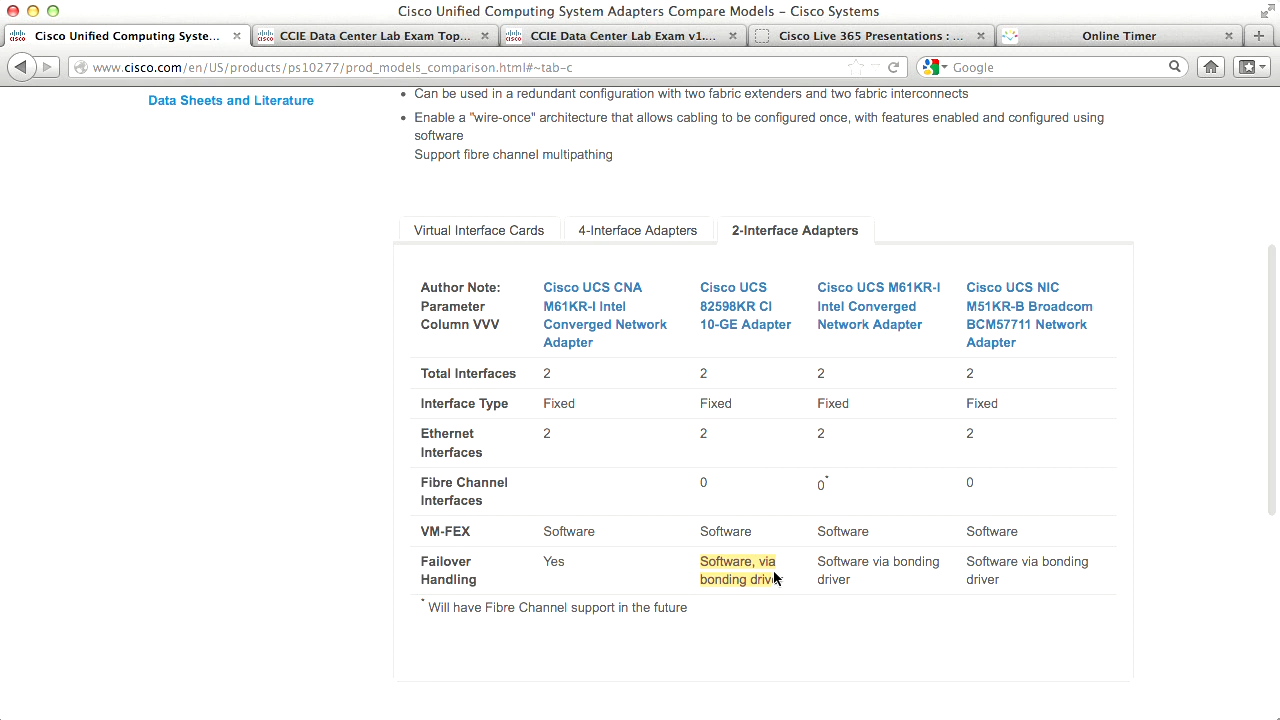 Cisco Unified Computing System Adapters Compare Models – Cisco Systems
Cisco Unified Computing Syste...
CCIE Data Center Lab Exam Top...
CCIE Data Center Lab Exam v1....
Cisco Live 365 Presentations : ...
Online Timer
www.cisco.com/en/US/products/ps10277/prod_models_comparison.html#~tab-c
Google
Data Sheets and Literature
• Can be used in a redundant configuration with two fabric extenders and two fabric interconnects
• Enable a "wire-once" architecture that allows cabling to be configured once, with features enabled and configured using
software
Support fibre channel multipathing
Virtual Interface Cards
4-Interface Adapters
2-Interface Adapters
Author Note:
Parameter
Column VVV
Cisco UCS CNA
M61KR-I Intel
Converged Network
Adapter
Cisco UCS
82598KR CI
10-GE Adapter
Cisco UCS M61KR-I
Intel Converged
Network Adapter
Cisco UCS NIC
M51KR-B Broadcom
BCM57711 Network
Adapter
Total Interfaces 2 2 2 2
Interface Type Fixed Fixed Fixed Fixed
Ethernet
Interfaces
2 2 2 2
Fibre Channel
Interfaces
0 0* 0
VM-FEX Software Software Software Software
Failover
Handling
Yes
Software, via
bonding
Software via bonding
driver
Software via bonding
driver
* Will have Fibre Channel support in the future